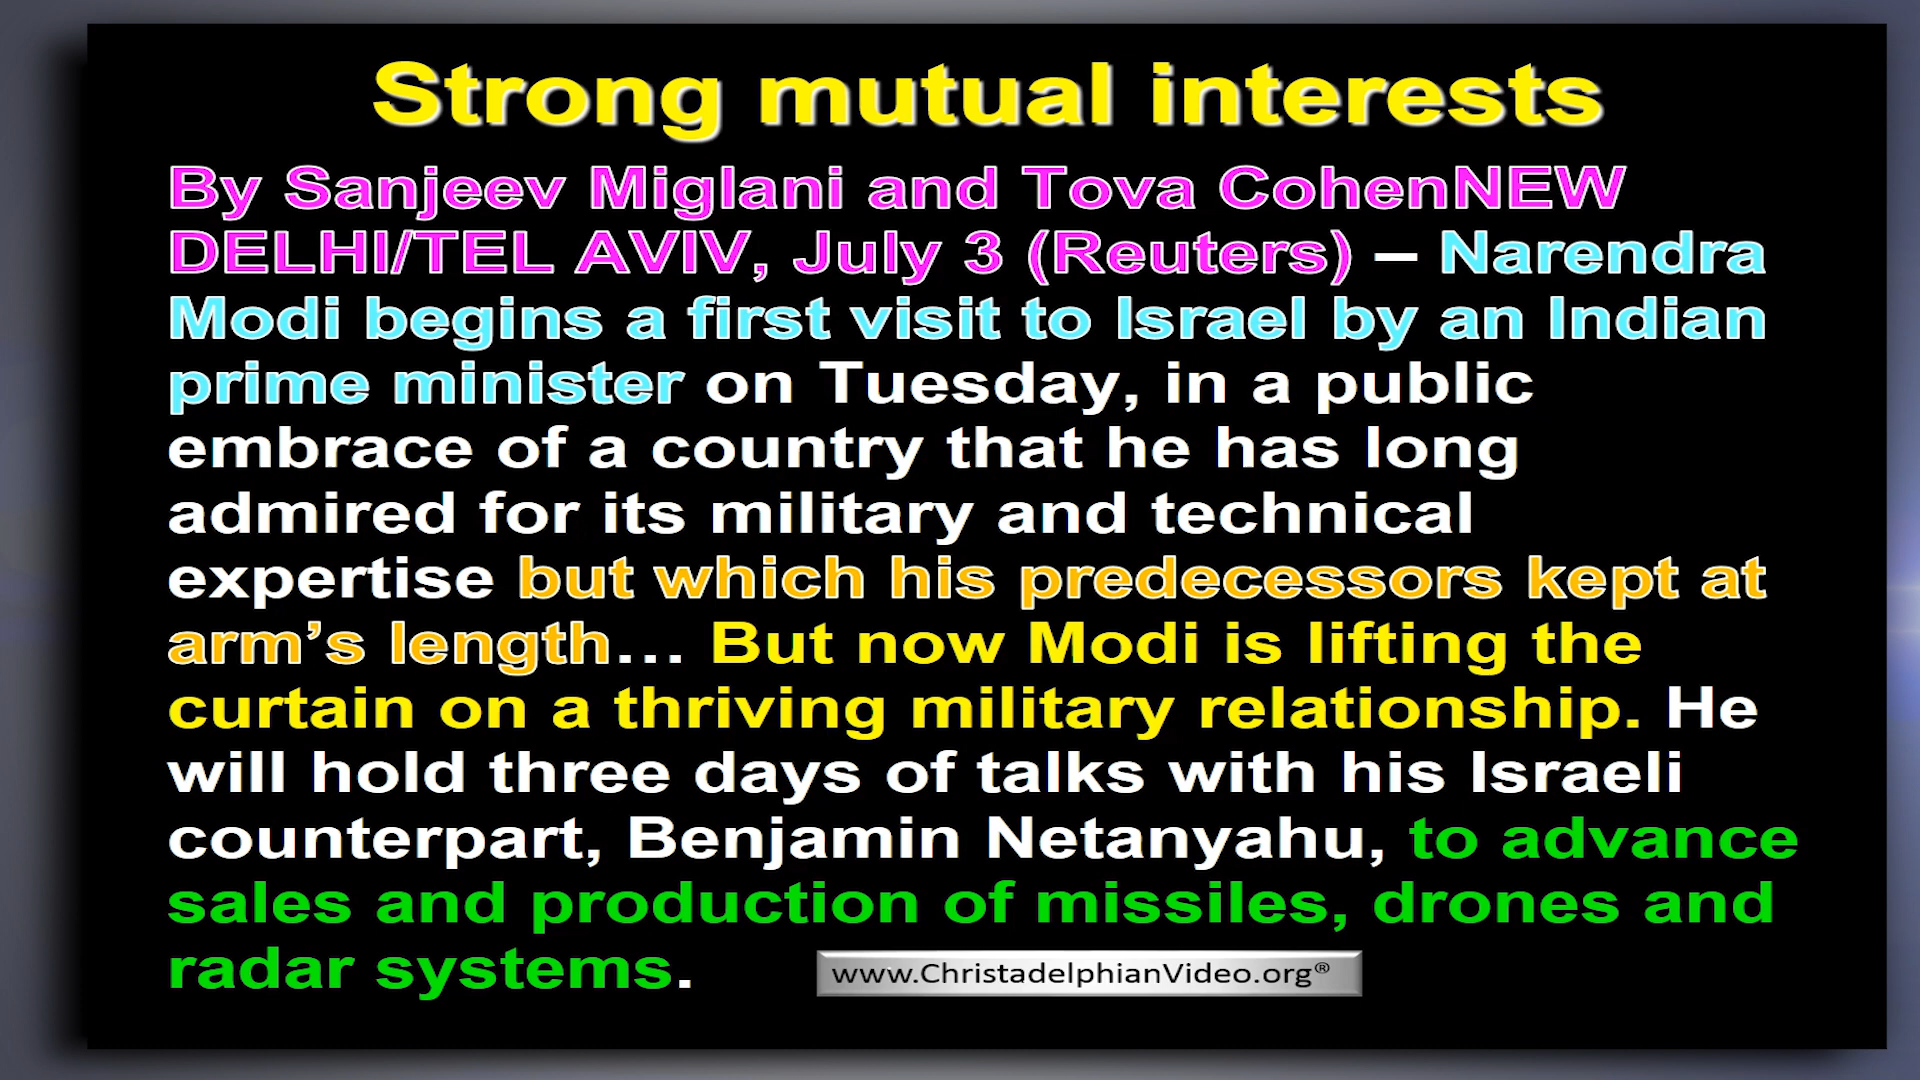 Strong mutual interests
By Sanjeev Miglani and Tova CohenNEW
DELHI/TEL AVIV, July 3 (Reuters) – Narendra
Modi begins a first visit to Israel by an Indian
prime minister on Tuesday, in a public
embrace of a country that he has long
admired for its military and technical
expertise but which his predecessors kept at
arm’s length… But now Modi is lifting the
curtain on a thriving military relationship. He
will hold three days of talks with his Israeli
counterpart, Benjamin Netanyahu, to advance
sales and production of missiles, drones and
radar systems.
www.ChristadelphianVideo.org®